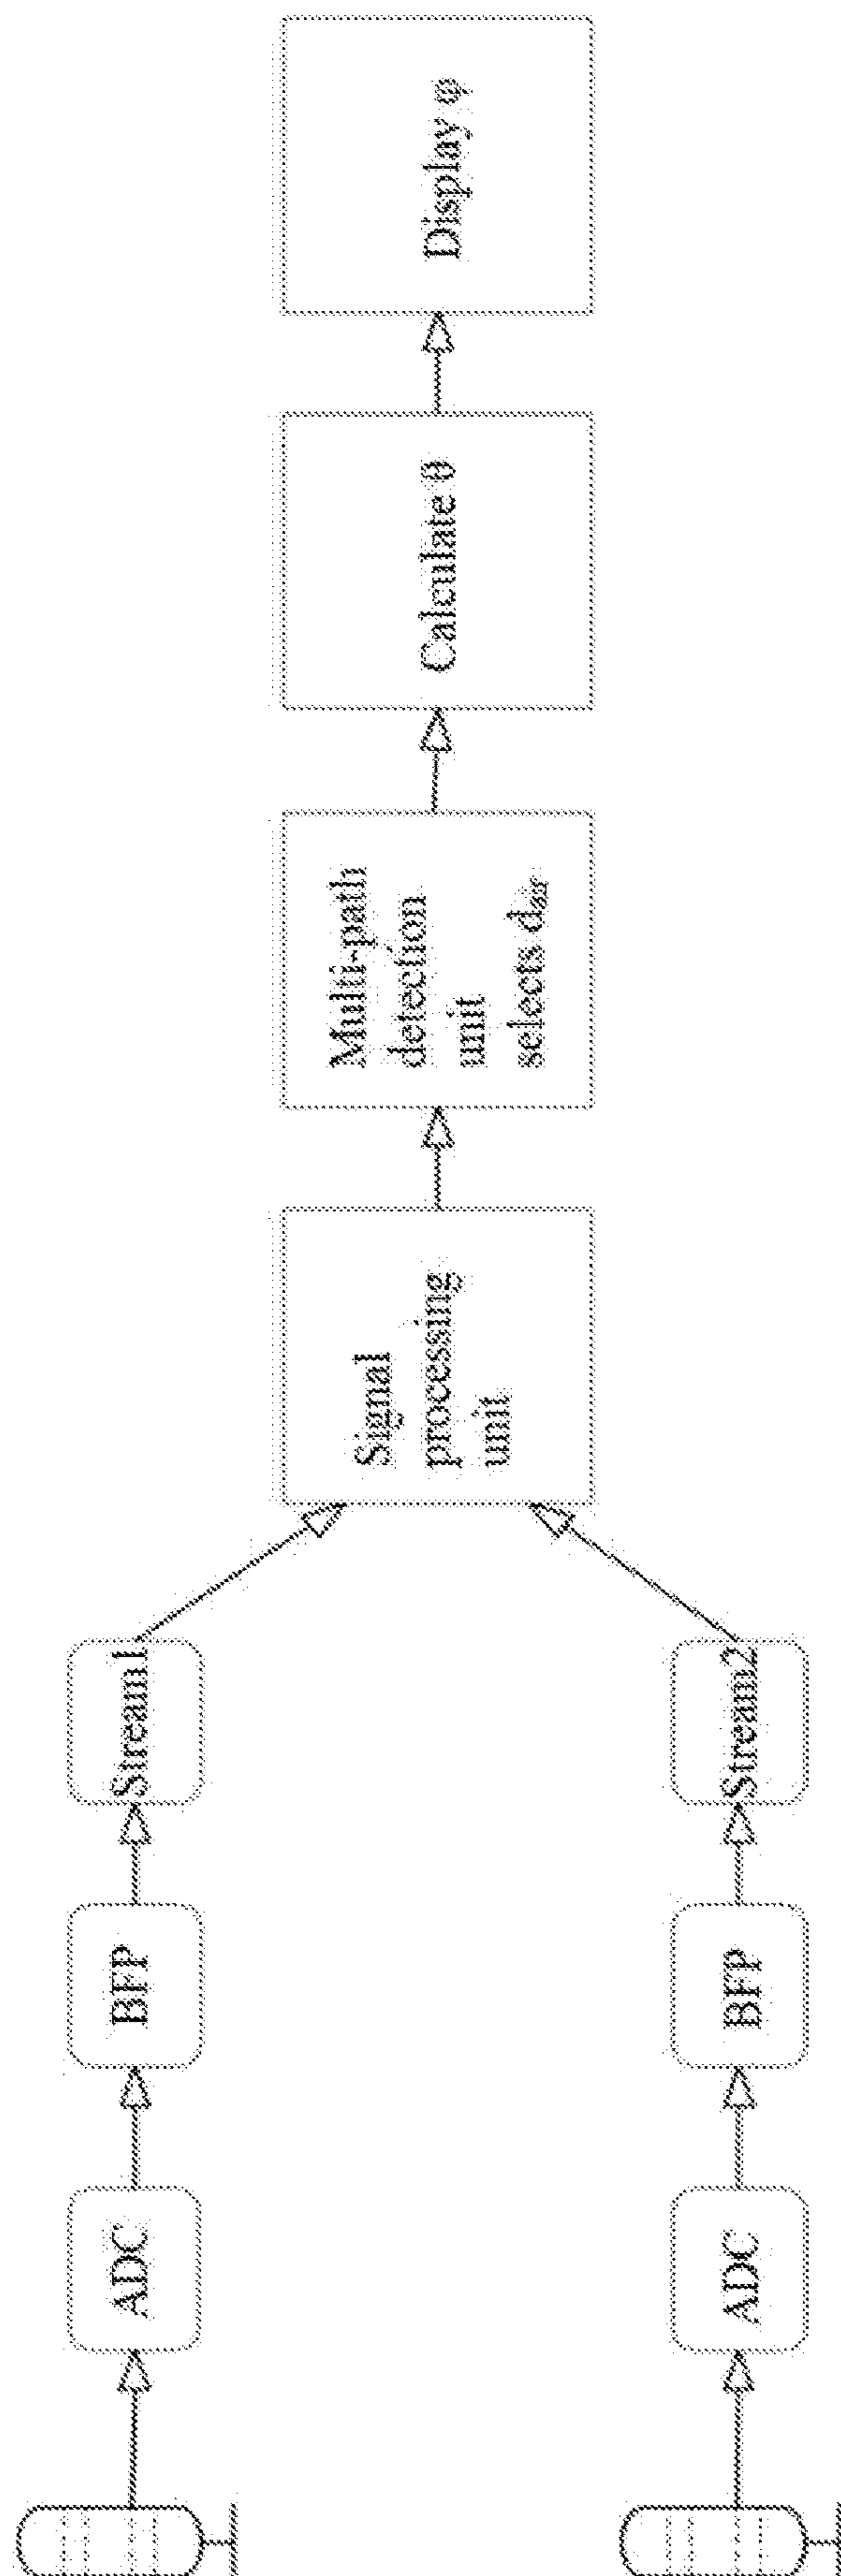 ADC
BFP
Stream1
ADC
BFP
Stream2
Signal
processing
unit
Multi-path
detection
unit
selects d
Calculate θ
Display φ